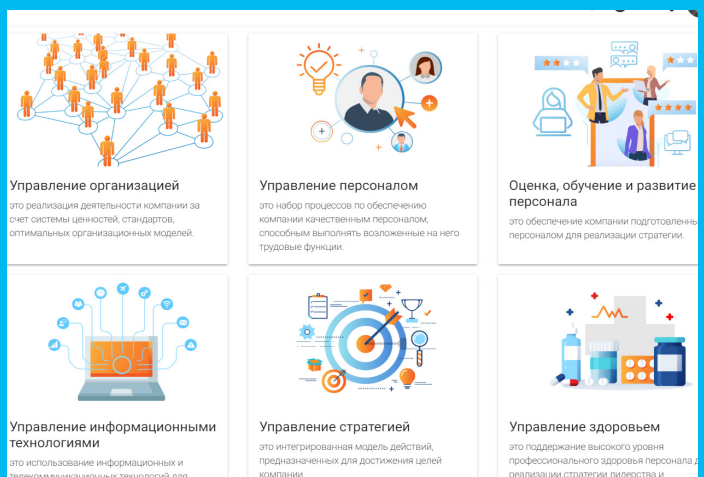 Управление организацией
это реализация деятельности компании за
счет системы ценностей, стандартов,
оптимальных организационных моделей.
Управление персоналом
это набор процессов по обеспечению
компании качественным персоналом,
способным выполнять возложенные на него
трудовые функции.
Оценка, обучение и развитие
персонала
это обеспечение компании
персоналом для реализации стратегии.
Управление информационными
технологиями
это использование информационных и
телекоммуникационных технологий для
Управление стратегией
это интегрированная модель действий,
предназначенных для достижения целей
компании
Управление здоровьем
это поддержание высокого уровня
профессионального здоровья персонала
реализации стратегии лидерства и